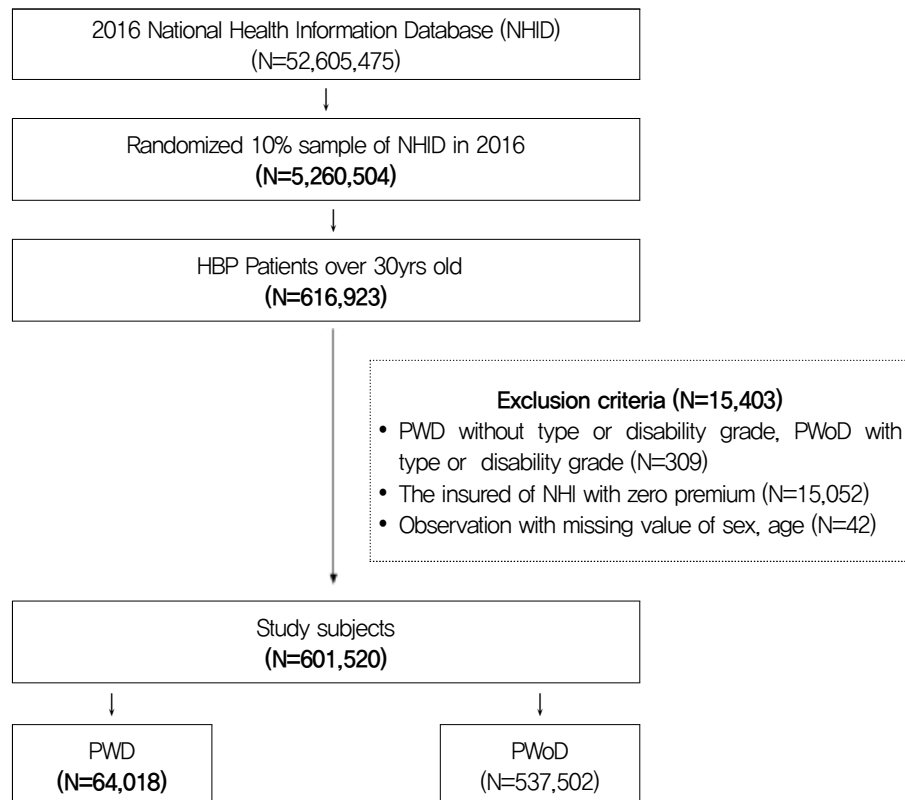 2016 National Health Information Database (NHID)
(N=52,605,475)
Randomized 10% sample of NHID in 2016
(N=5,260,504)
HBP Patients over 30yrs old
(N=616,923)
Exclusion criteria (N=15,403)
• PWD without type or disability grade, PWoD with
type or disability grade (N=309)
• The insured of NHI with zero premium (N=15,052)
• Observation with missing value of sex, age (N=42)
Study subjects
(N=601,520)
PWD
(N=64,018)
PWoD
(N=537,502)